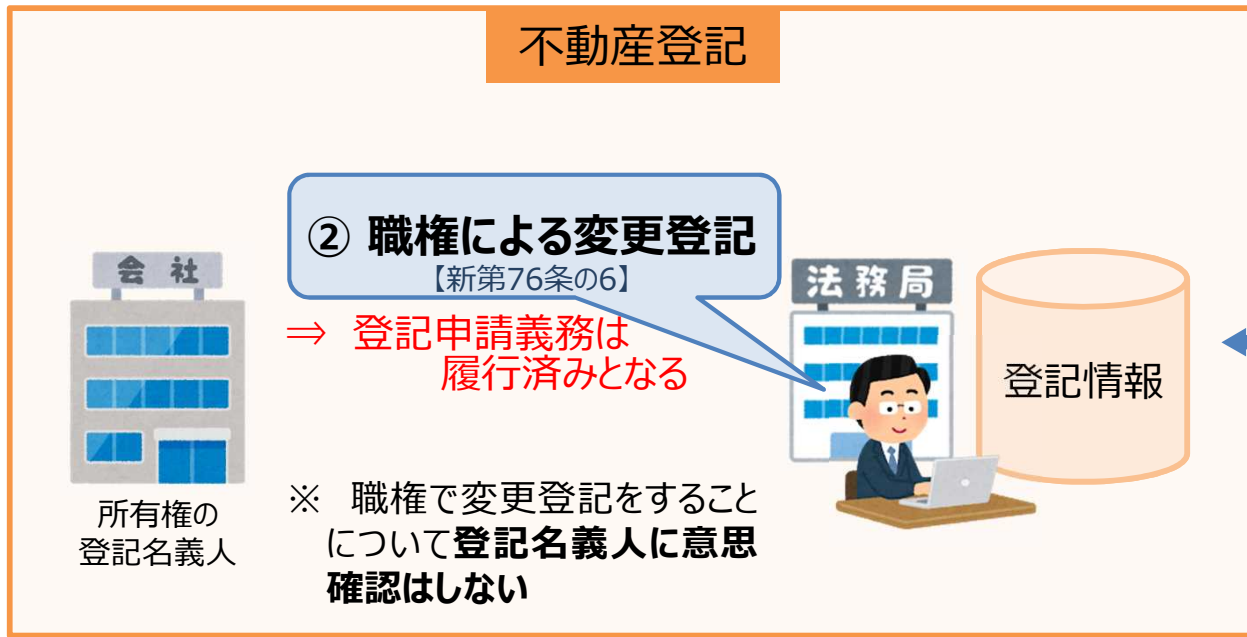 不動産登記
② 職権による変更登記
【新第76条の6】
⇒ 登記申請義務は
履行済みとなる
※ 職権で変更登記をすること
について登記名義人に意思
確認はしない
会社
所有権の
登記名義人
法務局
登記情報